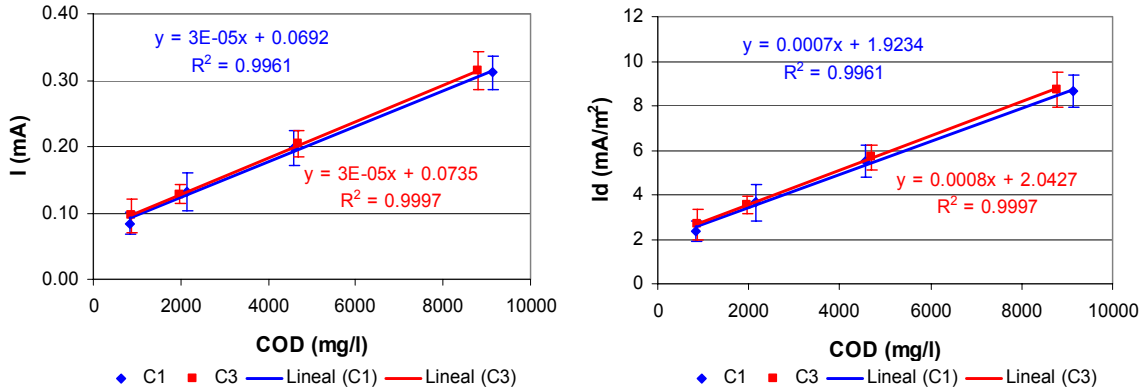 0.40
0.30
0.20
0.10
0.00
I (mA)
y = 3E-05x + 0.0692
R² = 0.9961
y = 3E-05x + 0.0735
R² = 0.9997
0 2000 4000 6000 8000 10000
COD (mg/l)
C1 C3 Lineal (C1) Lineal (C3)
12
10
8
6
4
2
0
Id (mA/m²)
y = 0.0007x + 1.9234
R² = 0.9961
y = 0.0008x + 2.0427
R² = 0.9997
0 2000 4000 6000 8000 10000
COD (mg/l)
C1 C3 Lineal (C1) Lineal (C3)